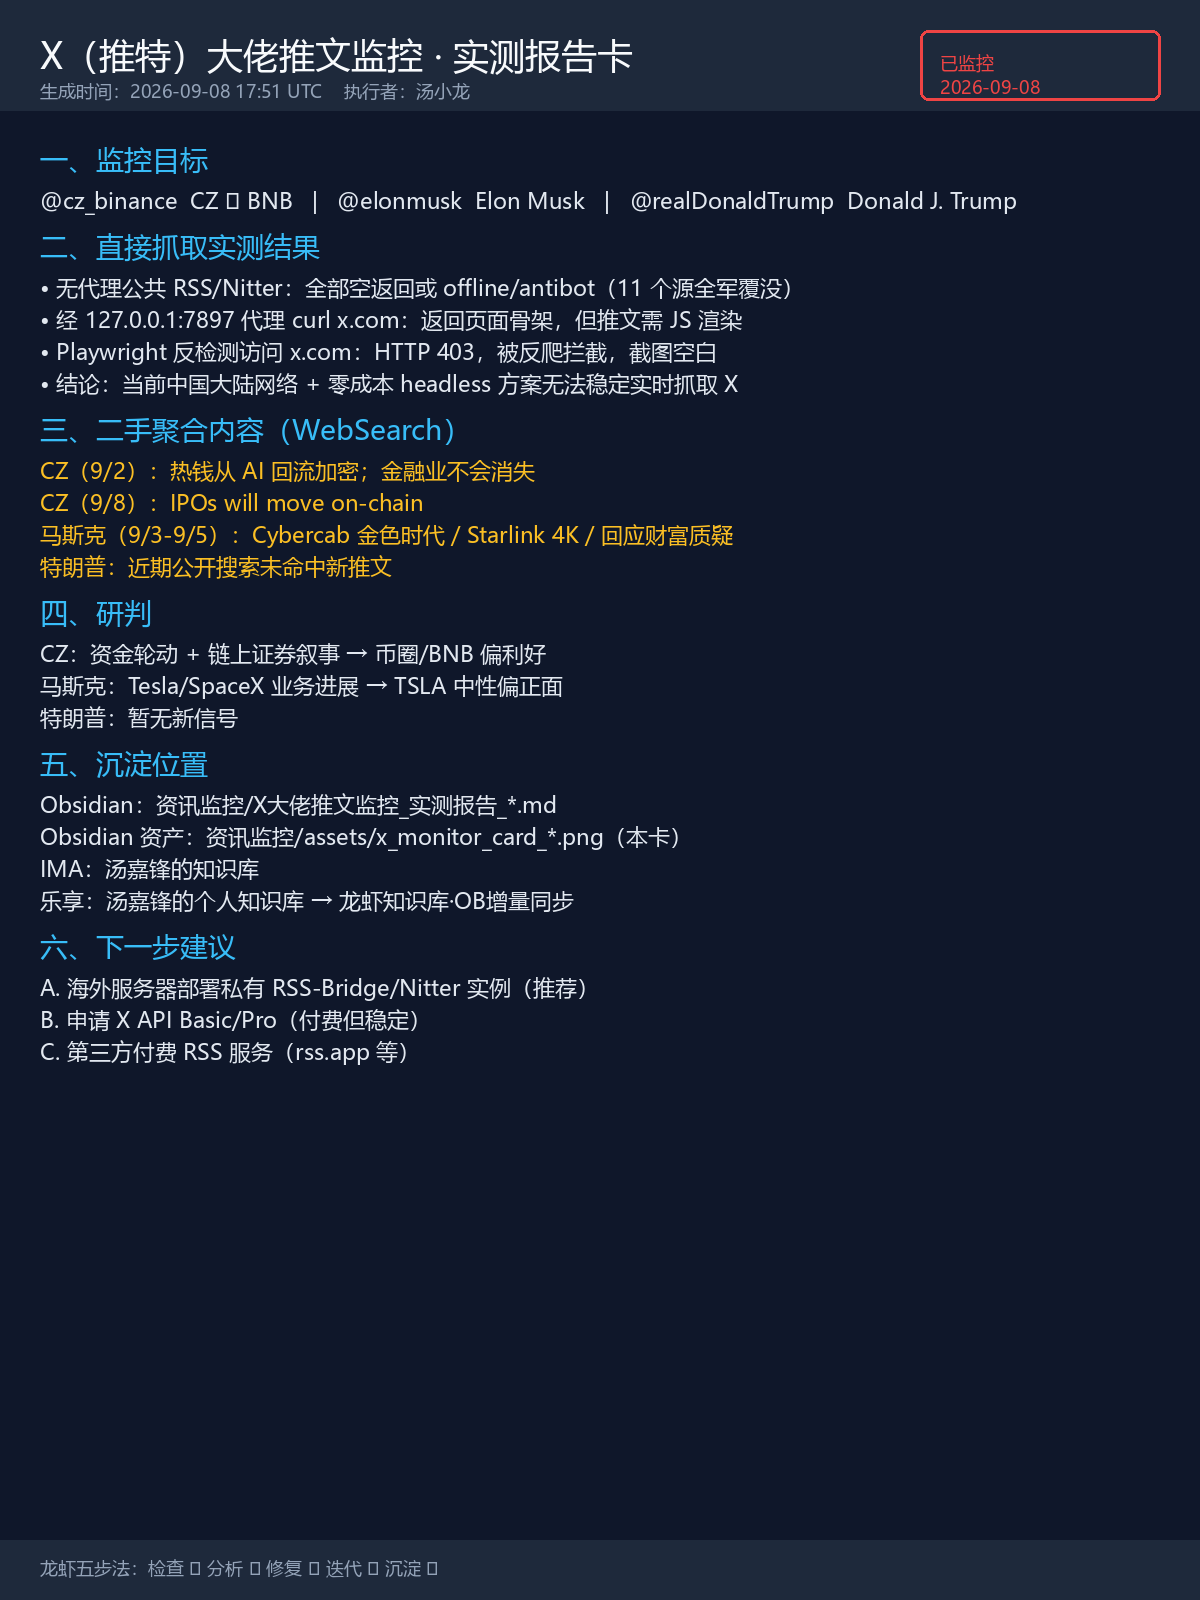 X（推特）大佬推文监控 · 实测报告卡
生成时间：2026-09-08 17:51 UTC    执行者：汤小龙
已监控
2026-09-08
一、监控目标
@cz_binance  CZ □ BNB   |   @elonmusk  Elon Musk   |   @realDonaldTrump  Donald J. Trump
二、直接抓取实测结果
• 无代理公共 RSS/Nitter：全部空返回或 offline/antibot（11 个源全军覆没）
• 经 127.0.0.1:7897 代理 curl x.com：返回页面骨架，但推文需 JS 渲染
• Playwright 反检测访问 x.com：HTTP 403，被反爬拦截，截图空白
• 结论：当前中国大陆网络 + 零成本 headless 方案无法稳定实时抓取 X
三、二手聚合内容（WebSearch）
CZ（9/2）：热钱从 AI 回流加密；金融业不会消失
CZ（9/8）：IPOs will move on-chain
马斯克（9/3-9/5）：Cybercab 金色时代 / Starlink 4K / 回应财富质疑
特朗普：近期公开搜索未命中新推文
四、研判
CZ：资金轮动 + 链上证券叙事 → 币圈/BNB 偏利好
马斯克：Tesla/SpaceX 业务进展 → TSLA 中性偏正面
特朗普：暂无新信号
五、沉淀位置
Obsidian：资讯监控/X大佬推文监控_实测报告_*.md
Obsidian 资产：资讯监控/assets/x_monitor_card_*.png（本卡）
IMA：汤嘉锋的知识库
乐享：汤嘉锋的个人知识库 → 龙虾知识库·OB增量同步
六、下一步建议
A. 海外服务器部署私有 RSS-Bridge/Nitter 实例（推荐）
B. 申请 X API Basic/Pro（付费但稳定）
C. 第三方付费 RSS 服务（rss.app 等）
龙虾五步法：检查 □ 分析 □ 修复 □ 迭代 □ 沉淀 □